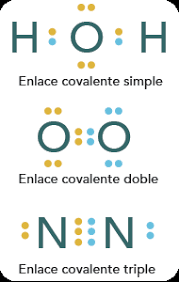 H O H
Enlace covalente simple
O O
Enlace covalente doble
N N
Enlace covalente triple